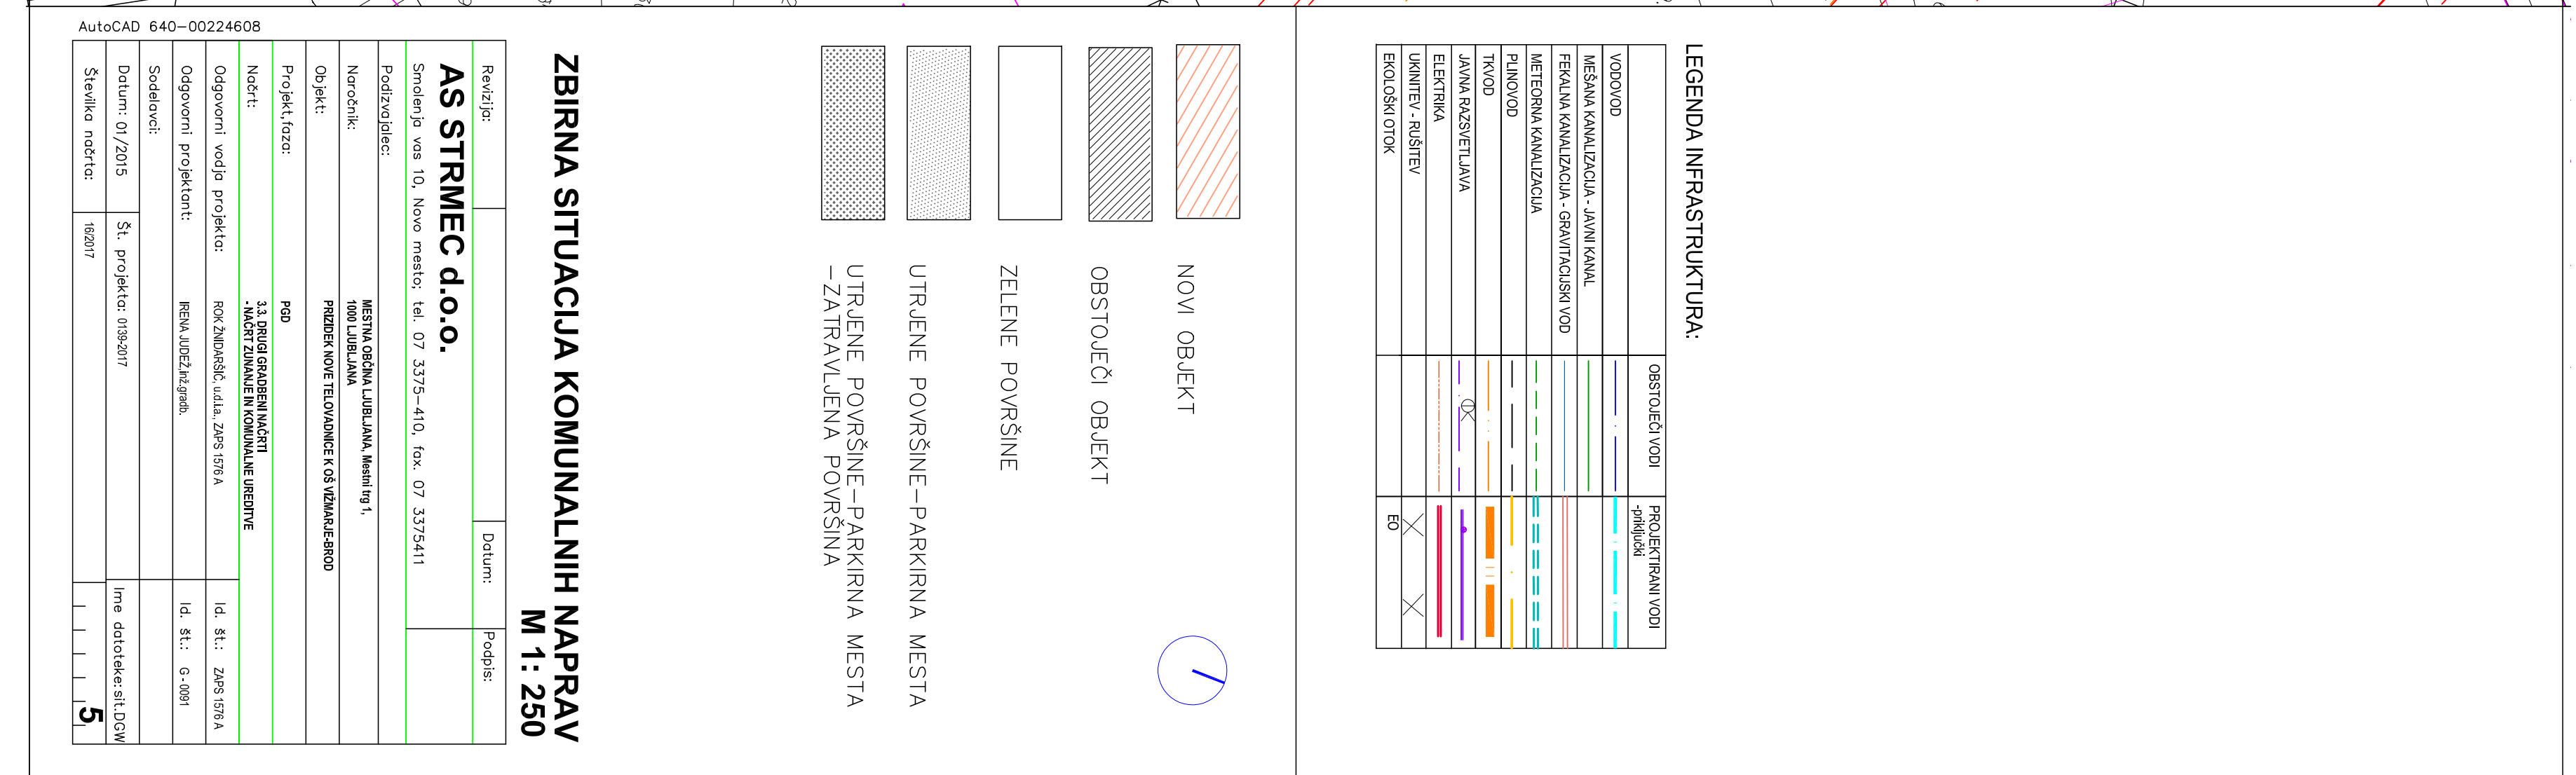 LEGENDA INFRASTRUKTURA:
OBSTOJEČI VODI
PROJEKTIRANI VODI
-priključki
VODOVOD
MEŠANA KANALIZACIJA - JAVNI KANAL
FEKALNA KANALIZACIJA - GRAVITACIJSKI VOD
METEORNA KANALIZACIJA
PLINOVOD
TKVOD
JAVNA RAZSVETLJAVA
ELEKTRIKA
UKINITEV - RUŠITEV
EKOLOŠKI OTOK
EO
NOVI OBJEKT
OBSTOJEČI OBJEKT
ZELENE POVRŠINE
UTRJENE POVRŠINE-PARKIRNA MESTA
UTRJENE POVRŠINE-PARKIRNA MESTA
-ZATRAVLJENA POVRŠINA
ZBIRNA SITUACIJA KOMUNALNIH NAPRAV
M 1: 250
Revizija:
Datum:
Podpis:
AS STRMEC d.o.o.
Smolenja vas 10, Novo mesto; tel. 07 3375-410, fax. 07 3375411
Podizvajalec:
Naročnik:
MESTNA OBČINA LJUBLJANA, Mestni trg 1,
1000 LJUBLJANA
Objekt:
PRIZIDEK NOVE TELOVADNICE K OŠ VIŽMARJE-BROD
Projekt,faza:
PGD
Načrt:
3.3. DRUGI GRADBENI NAČRTI
- NAČRT ZUNANJE IN KOMUNALNE UREDITVE
Odgovorni vodja projekta:
ROK ŽNIDARŠIČ, u.d.i.a., ZAPS 1576 A
Id. št.: ZAPS 1576 A
Odgovorni projektant:
IRENA JUDEŽ,inž.gradb.
Id. št.: G - 0091
Sodelavci:
Datum: 01/2015
Št. projekta: 0139-2017
Ime datoteke:sit.DGW
Številka načrta:
16/2017
5
AutoCAD 640-00224608